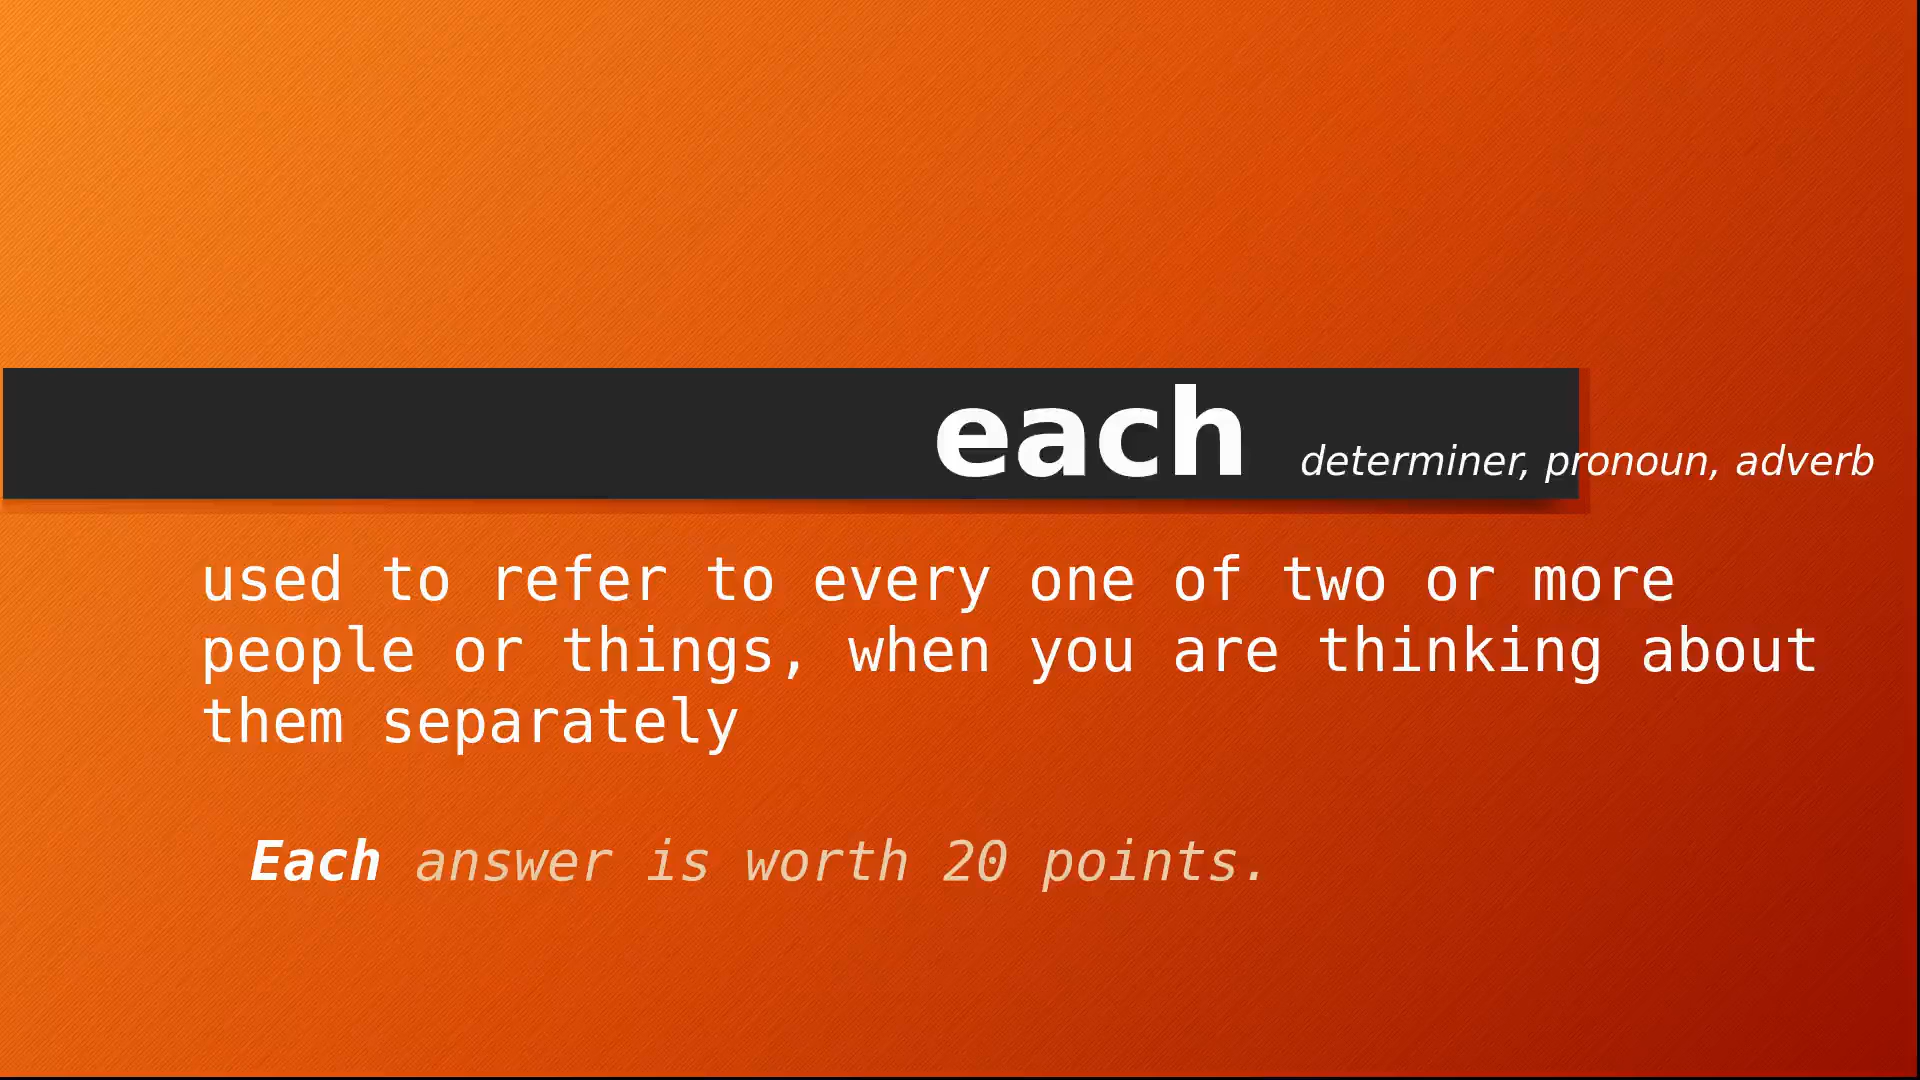 each determiner, pronoun, adverb
used to refer to every one of two or more
people or things, when you are thinking about
them separately
Each answer is worth 20 points.